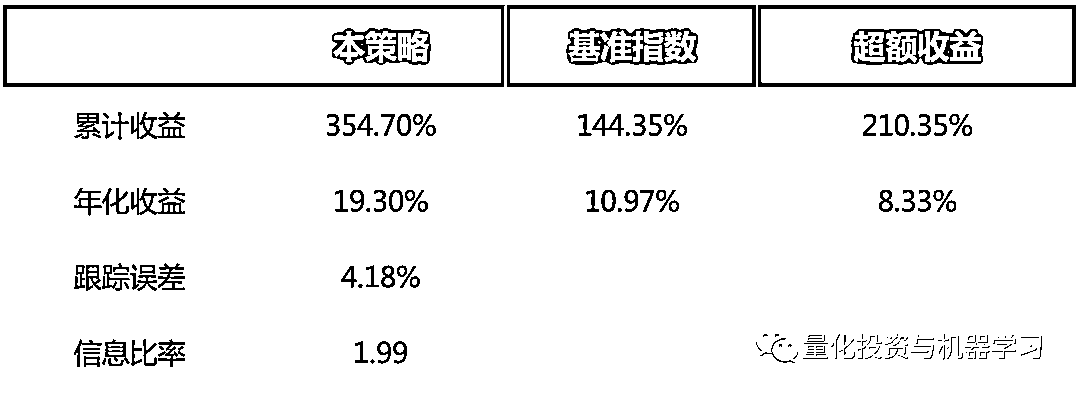 本策略 基准指数 超额收益
累计收益 354.70% 144.35% 210.35%
年化收益 19.30% 10.97% 8.33%
跟踪误差 4.18%
信息比率 1.99
量化投资与机器学习